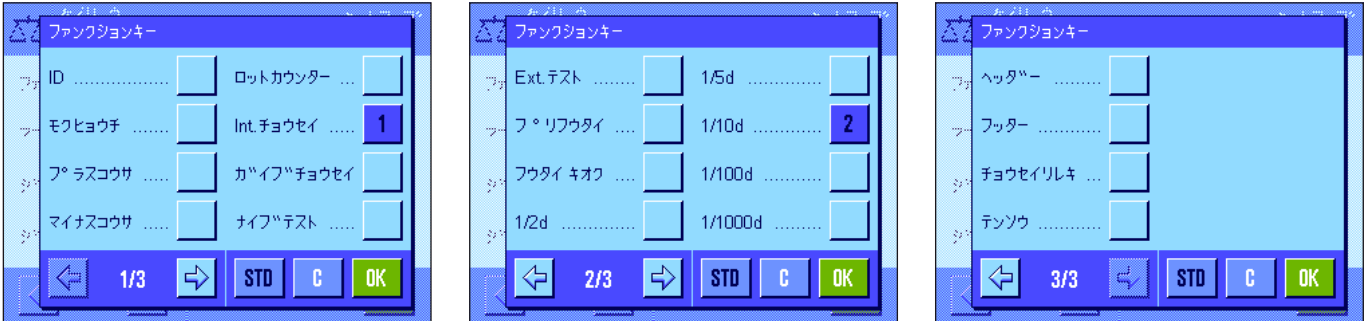 ファンクションキー
ID .................
ロットカウンター ...
モクヒョウチ .......
Int.チョウセイ ..... 1
プラスコウサ .....
ガイブチョウセイ
マイナスコウサ .....
ナイブテスト .....
1/3
STD
C
OK
ファンクションキー
Ext.テスト ........
1/5d ..............
プリフウタイ ....
1/10d ............. 2
フウタイ キオク ....
1/100d ...........
1/2d ..............
1/1000d ..........
2/3
STD
C
OK
ファンクションキー
ヘッダー ..........
フッター ............
チョウセイリレキ ...
テンソウ ...........
3/3
STD
C
OK